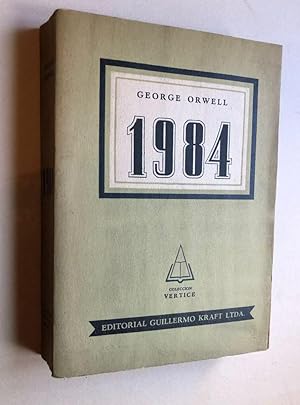 GEORGE ORWELL
1984
COLECCION
VERTICE
EDITORIAL GUILLERMO KRAFT LTDA.